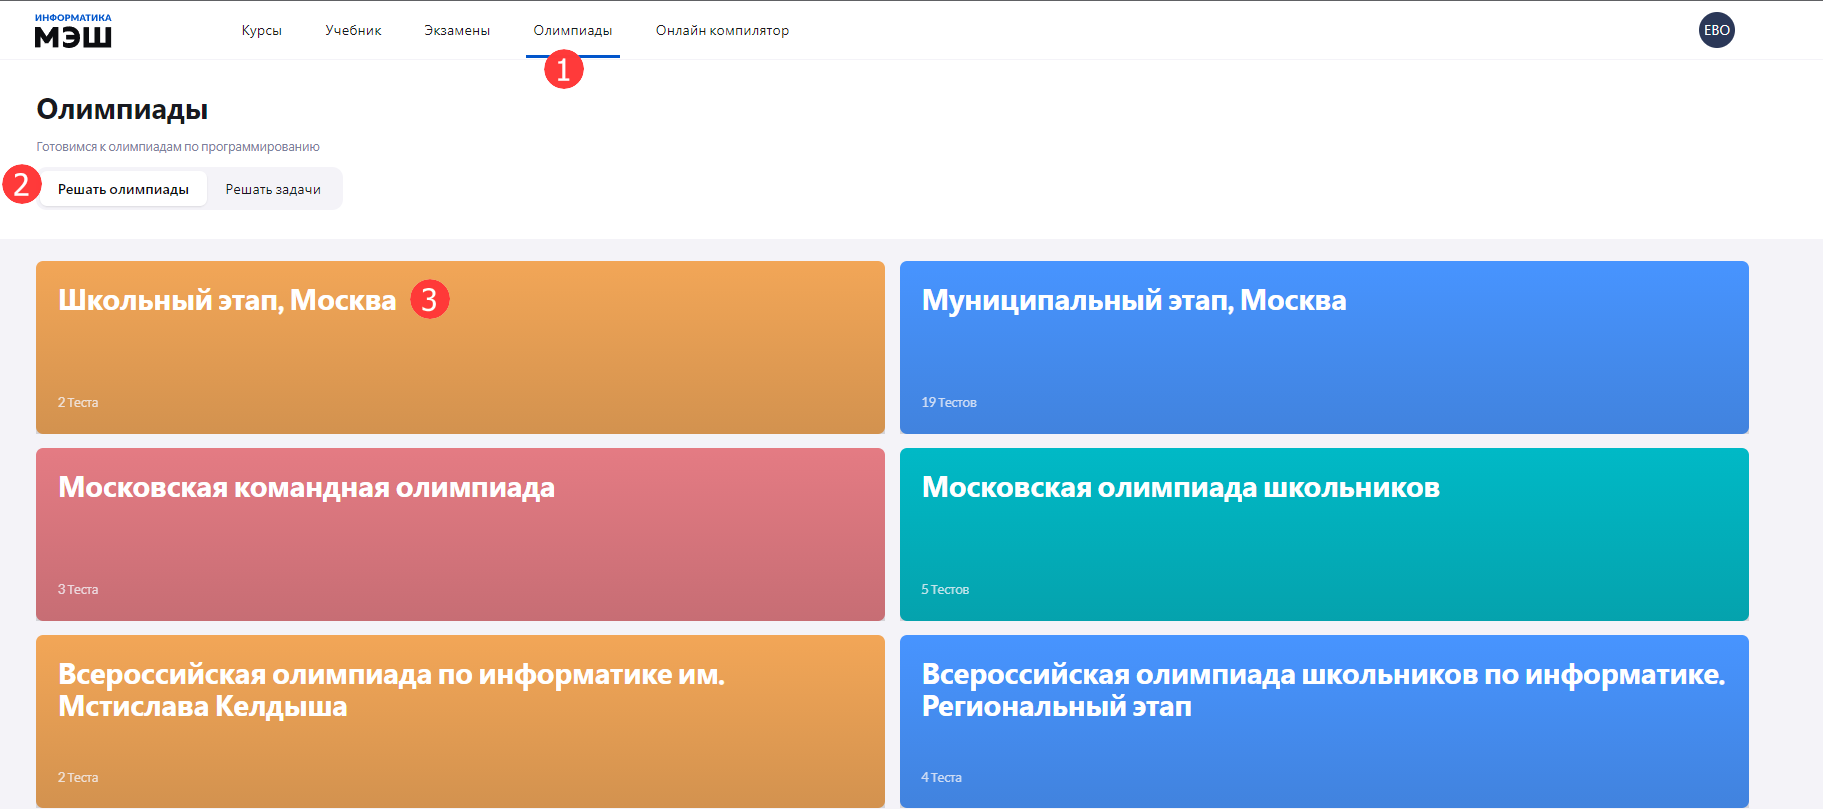 ИНФОРМАТИКА
МЭШ
Курсы Учебник Экзамены Олимпиады Онлайн компилятор ЕВО
1
Олимпиады
Готовимся к олимпиадам по программированию
2 Решать олимпиады Решать задачи
Школьный этап, Москва 3
2 Теста
Муниципальный этап, Москва
19 Тестов
Московская командная олимпиада
3 Теста
Московская олимпиада школьников
5 Тестов
Всероссийская олимпиада по информатике им.
Мстислава Келдыша
2 Теста
Всероссийская олимпиада школьников по информатике.
Региональный этап
4 Теста